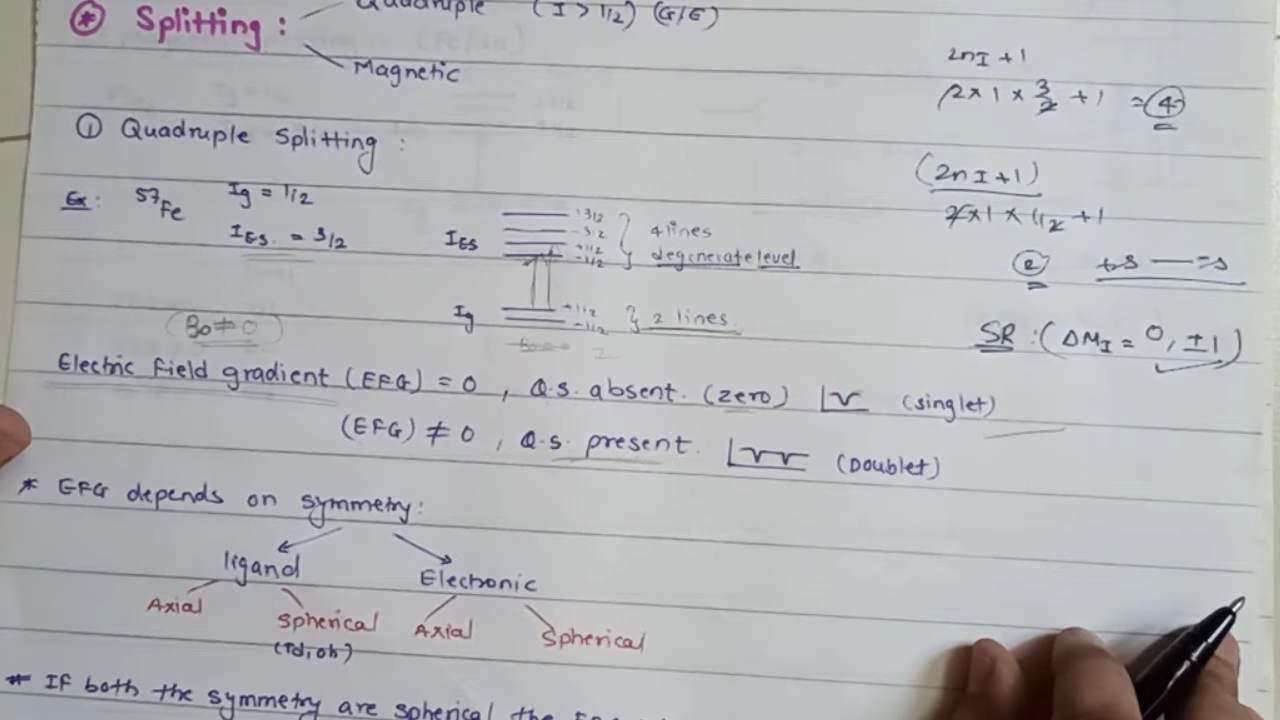 * Splitting : Quadruple (I > 1/2) (G/E)
Magnetic
2nI + 1
2 × 1 × 3/2 + 1 = 4
① Quadruple Splitting :
(2nI + 1)
2 × 1 × 1/2 + 1
Ex: 57Fe Ig = 1/2
IES. = 3/2
IES +3/2 -3/2 +1/2 -1/2 } 4 lines
degenerate level
②
Ig +1/2 -1/2 } 2 lines
(B0 ≠ 0)
SR : (ΔMI = 0, ±1)
Electric Field gradient (EFG) = 0 , Q.S. absent. (zero) (singlet)
(EFG) ≠ 0 , Q.S. present. (Doublet)
* EFG depends on symmetry :
ligand Electronic
Axial Spherical Axial Spherical
(Td, oh)
* If both the symmetry are spherical the